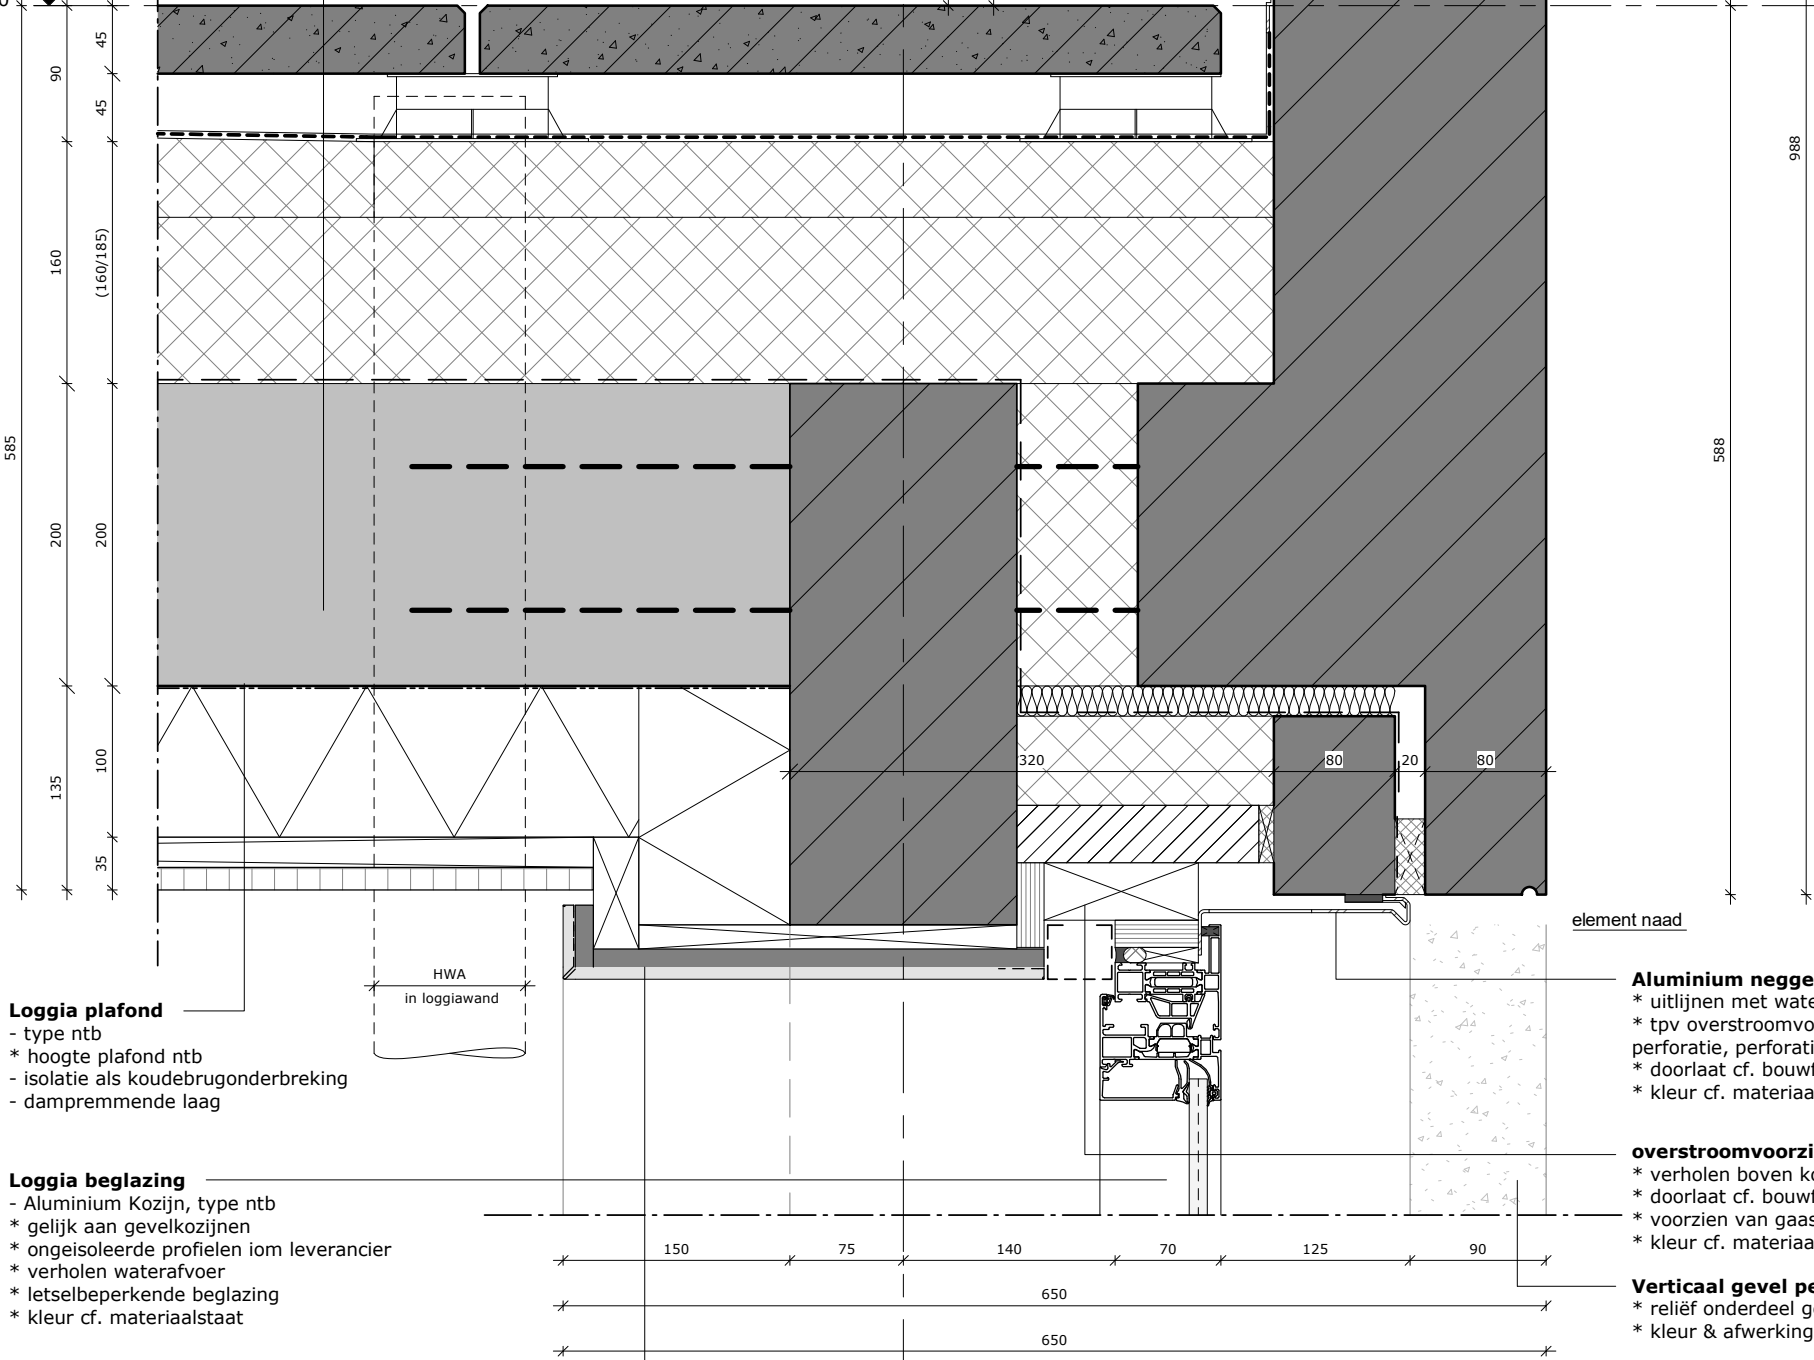 45
90
45
160
(160/185)
585
200
200
100
135
35
988
588
320
80
20
80
element naad
HWA
in loggiawand
Loggia plafond
- type ntb
* hoogte plafond ntb
- isolatie als koudebrugonderbreking
- dampremmende laag
Loggia beglazing
- Aluminium Kozijn, type ntb
* gelijk aan gevelkozijnen
* ongeisoleerde profielen iom leverancier
* verholen waterafvoer
* letselbeperkende beglazing
* kleur cf. materiaalstaat
Aluminium negge
* uitlijnen met wate
* tpv overstroomvo
perforatie, perforati
* doorlaat cf. bouwf
* kleur cf. materiaa
overstroomvoorzi
* verholen boven ko
* doorlaat cf. bouwf
* voorzien van gaas
* kleur cf. materiaa
Verticaal gevel pe
* reliëf onderdeel ge
* kleur & afwerking
150
75
140
70
125
90
650
650